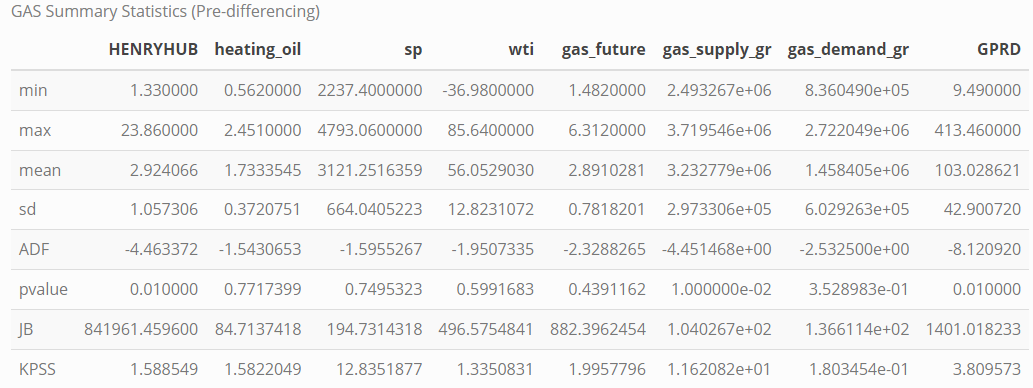 GAS Summary Statistics (Pre-differencing)
HENRYHUB heating_oil sp wti gas_future gas_supply_gr gas_demand_gr GPRD
min 1.330000 0.5620000 2237.4000000 -36.9800000 1.4820000 2.493267e+06 8.360490e+05 9.490000
max 23.860000 2.4510000 4793.0600000 85.6400000 6.3120000 3.719546e+06 2.722049e+06 413.460000
mean 2.924066 1.7333545 3121.2516359 56.0529030 2.8910281 3.232779e+06 1.458405e+06 103.028621
sd 1.057306 0.3720751 664.0405223 12.8231072 0.7818201 2.973306e+05 6.029263e+05 42.900720
ADF -4.463372 -1.5430653 -1.5955267 -1.9507335 -2.3288265 -4.451468e+00 -2.532500e+00 -8.120920
pvalue 0.010000 0.7717399 0.7495323 0.5991683 0.4391162 1.000000e-02 3.528983e-01 0.010000
JB 841961.459600 84.7137418 194.7314318 496.5754841 882.3962454 1.040267e+02 1.366114e+02 1401.018233
KPSS 1.588549 1.5822049 12.8351877 1.3350831 1.9957796 1.162082e+01 1.803454e-01 3.809573